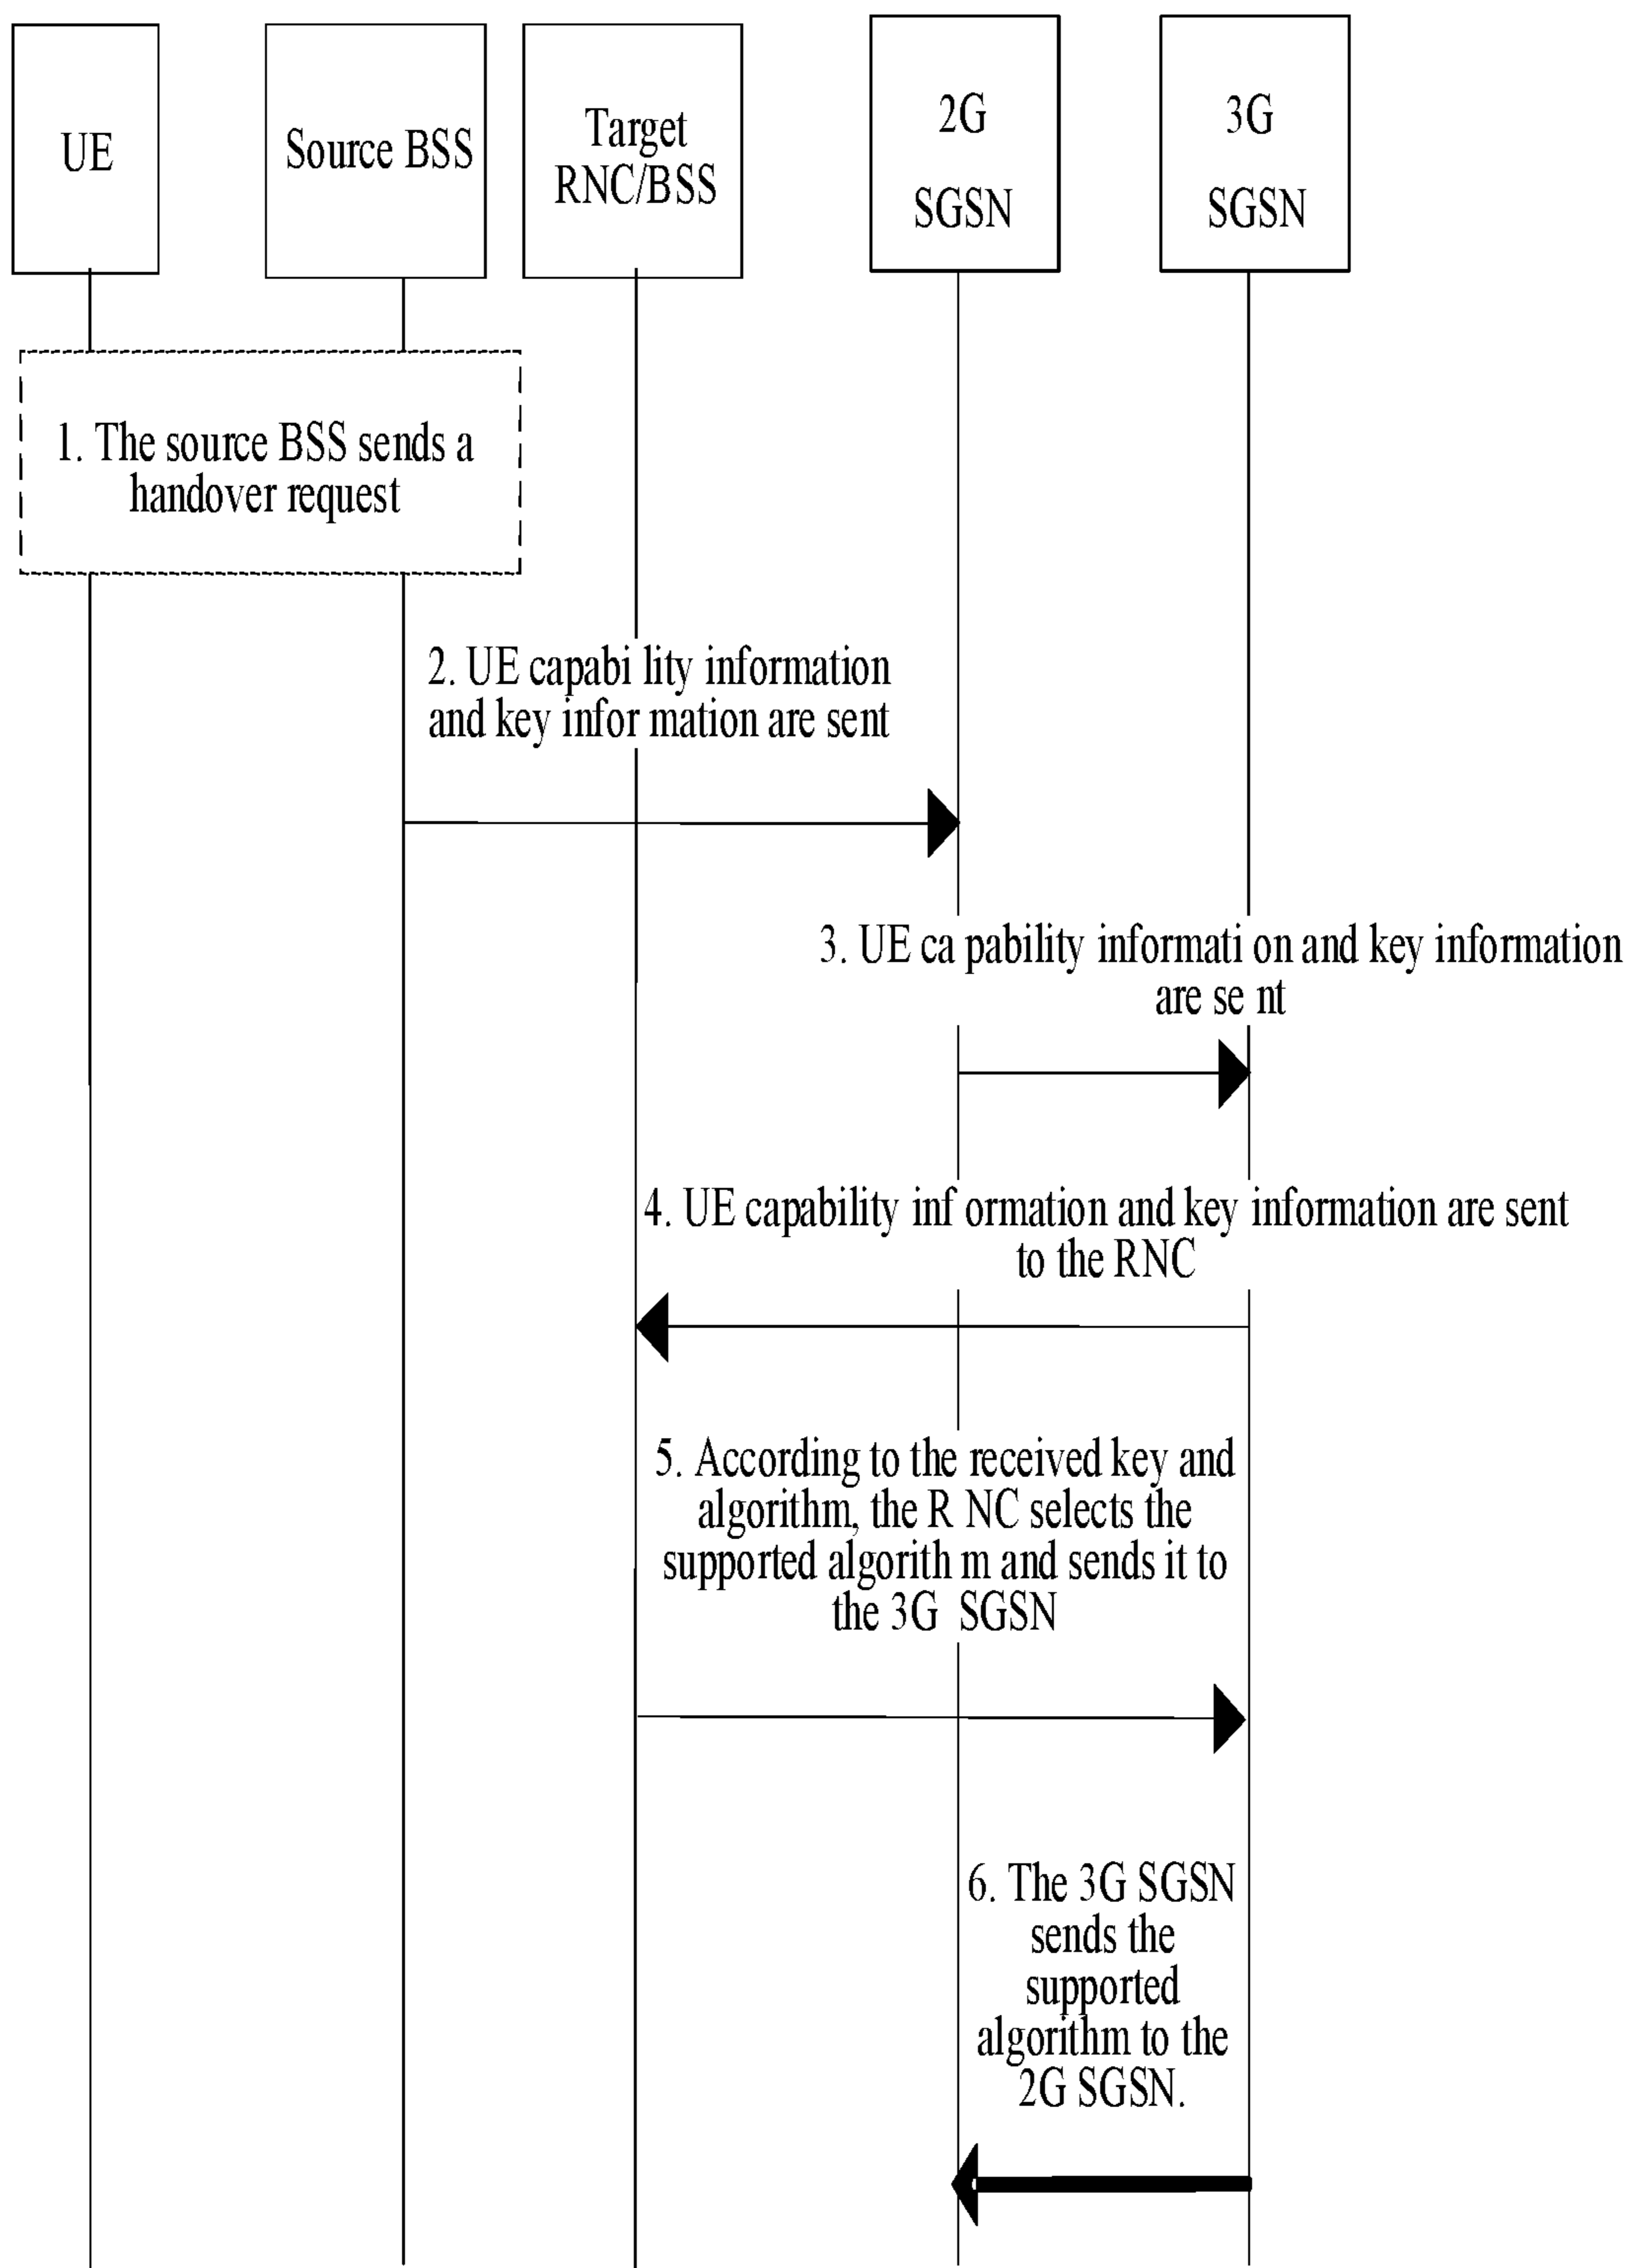 UE
Source BSS
Target
RNC/BSS
2G
SGSN
3G
SGSN
1. The source BSS sends a
handover request
2. UE capabi lity information
and key infor mation are sent
3. UE ca pability informati on and key information
are se nt
4. UE capability inf ormation and key information are sent
to the RNC
5. According to the received key and
algorithm, the R NC selects the
supported algorith m and sends it to
the 3G SGSN
6. The 3G SGSN
sends the
supported
algorithm to the
2G SGSN.